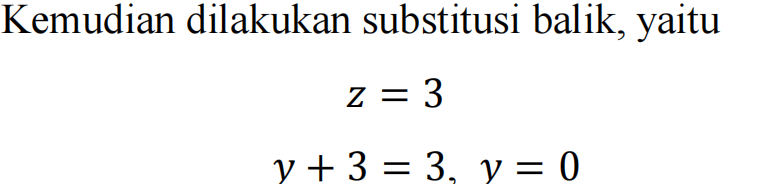 Kemudian dilakukan substitusi balik, yaitu
z = 3
y + 3 = 3, y = 0